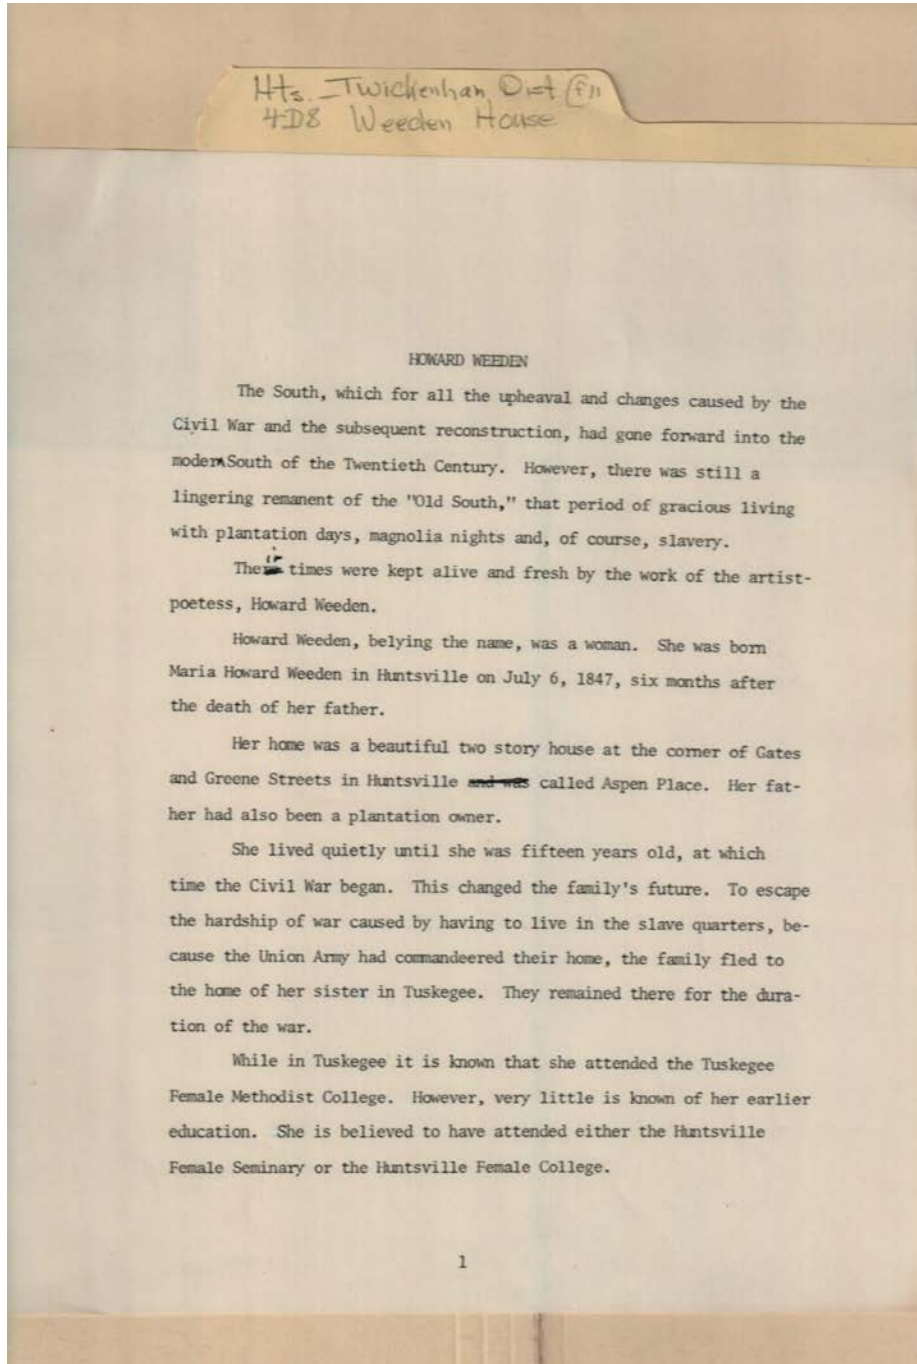 Hts. - Twickenham Dist
4-D8 Weeden House
HOWARD WEEDEN
The South, which for all the upheaval and changes caused by the
Civil War and the subsequent reconstruction, had gone forward into the
modern South of the Twentieth Century. However, there was still a
lingering remanent of the "Old South," that period of gracious living
with plantation days, magnolia nights and, of course, slavery.
Their times were kept alive and fresh by the work of the artist-
poetess, Howard Weeden.
Howard Weeden, belying the name, was a woman. She was born
Maria Howard Weeden in Huntsville on July 6, 1847, six months after
the death of her father.
Her home was a beautiful two story house at the corner of Gates
and Greene Streets in Huntsville and was called Aspen Place. Her fat-
her had also been a plantation owner.
She lived quietly until she was fifteen years old, at which
time the Civil War began. This changed the family's future. To escape
the hardship of war caused by having to live in the slave quarters, be-
cause the Union Army had commandeered their home, the family fled to
the home of her sister in Tuskegee. They remained there for the dura-
tion of the war.
While in Tuskegee it is known that she attended the Tuskegee
Female Methodist College. However, very little is known of her earlier
education. She is believed to have attended either the Huntsville
Female Seminary or the Huntsville Female College.
1